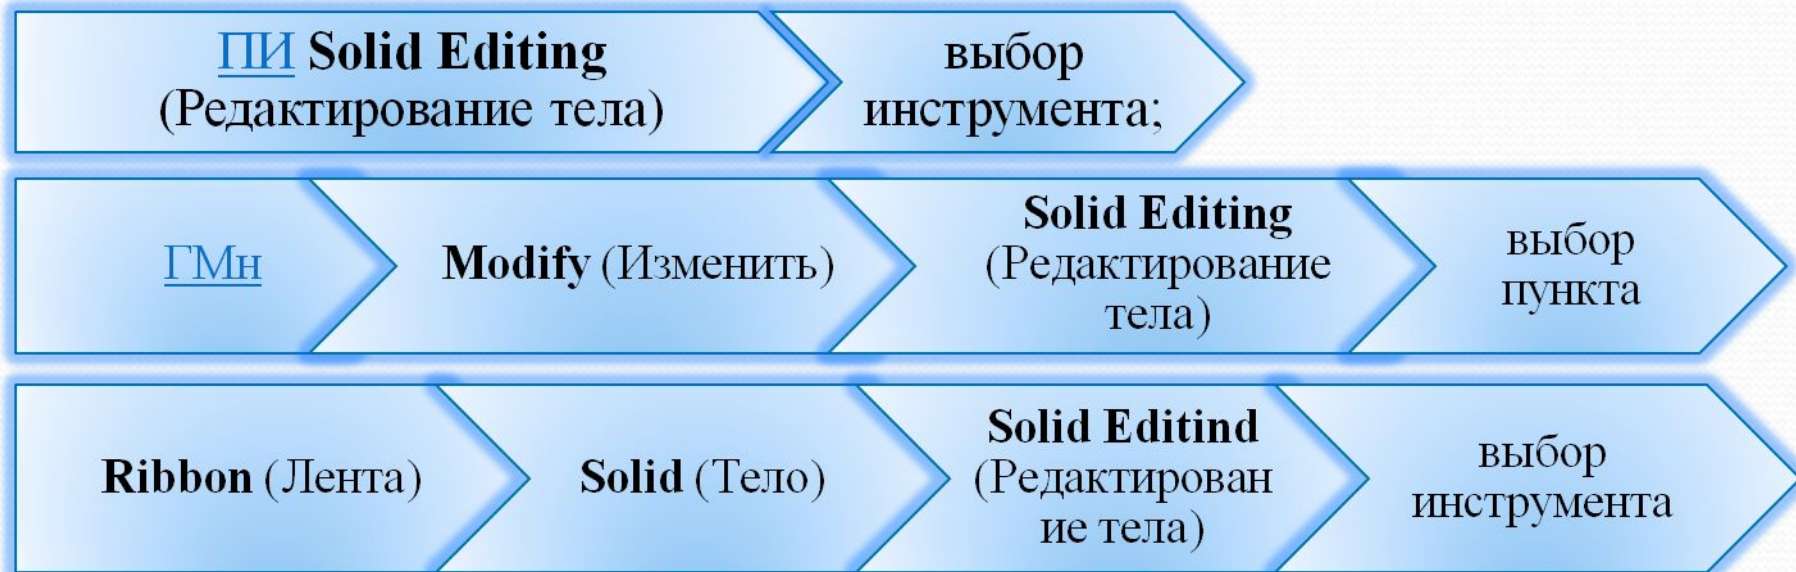 ПИ Solid Editing
(Редактирование тела)
выбор
инструмента;
ГМн
Modify (Изменить)
Solid Editing
(Редактирование
тела)
выбор
пункта
Ribbon (Лента)
Solid (Тело)
Solid Editind
(Редактирован
ие тела)
выбор
инструмента